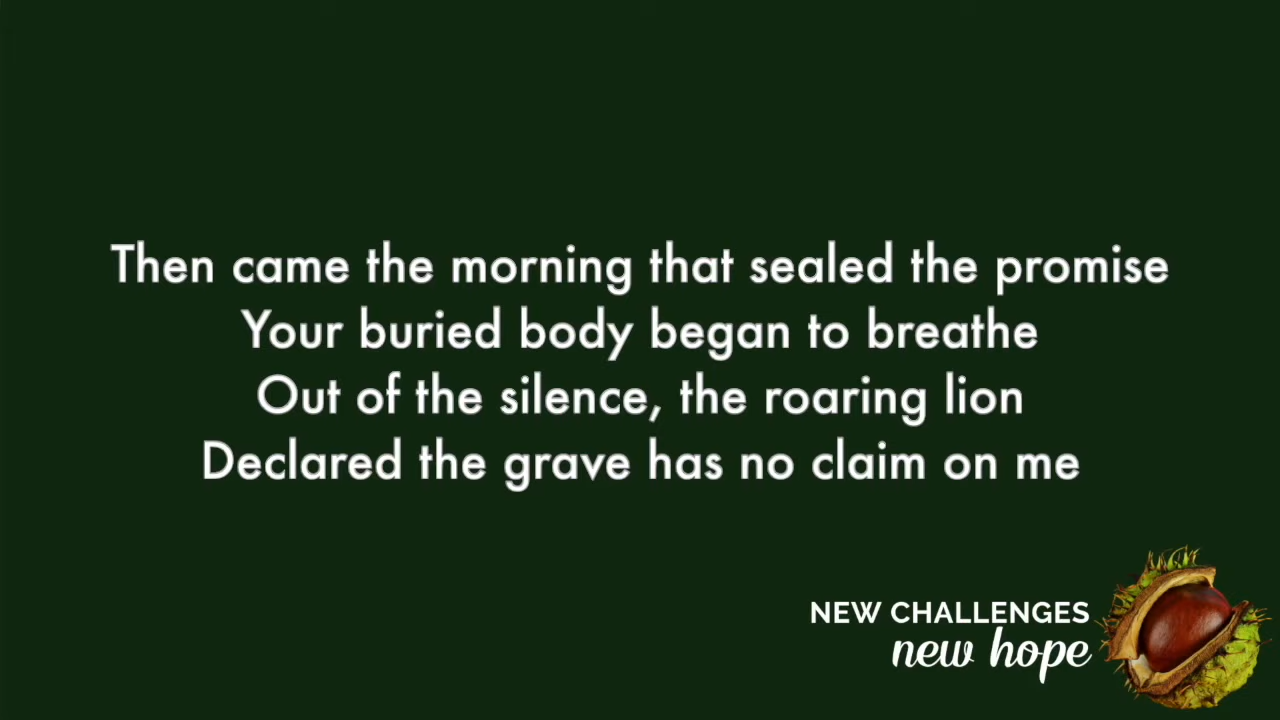 Then came the morning that sealed the promise
Your buried body began to breathe
Out of the silence, the roaring lion
Declared the grave has no claim on me
NEW CHALLENGES
new hope